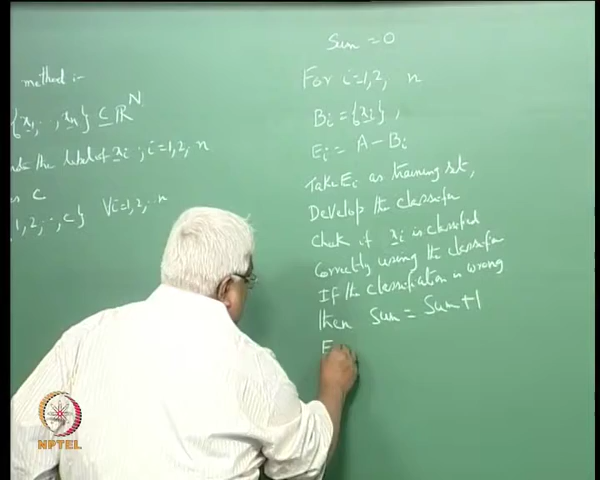 method :-
{x1, .., xn} ⊆ ℝ^N
the label of xi ; i=1,2,.. n
C
1, 2, .., c} ∀i=1,2,..n
Sum = 0
For i=1,2, n
Bi = {xi} ,
Ei = A - Bi
Take Ei as training set,
Develop the classifier
check if xi is classified
Correctly using the classifier
If the classification is wrong
then Sum = Sum + 1
E
NPTEL